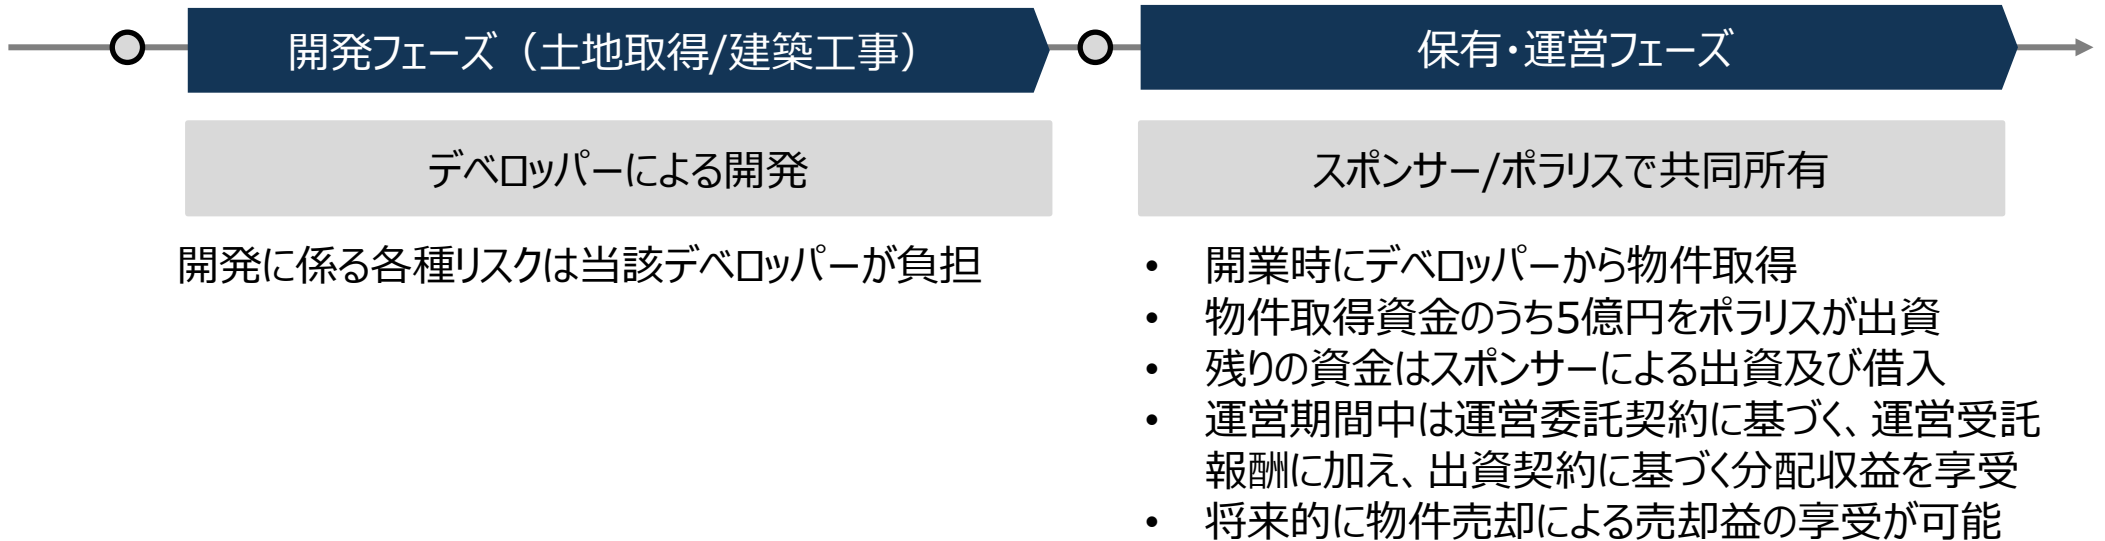 開発フェーズ（土地取得/建築工事）
保有・運営フェーズ
デベロッパーによる開発
スポンサー/ポラリスで共同所有
開発に係る各種リスクは当該デベロッパーが負担
• 開業時にデベロッパーから物件取得
• 物件取得資金のうち5億円をポラリスが出資
• 残りの資金はスポンサーによる出資及び借入
• 運営期間中は運営委託契約に基づく、運営受託
報酬に加え、出資契約に基づく分配収益を享受
• 将来的に物件売却による売却益の享受が可能